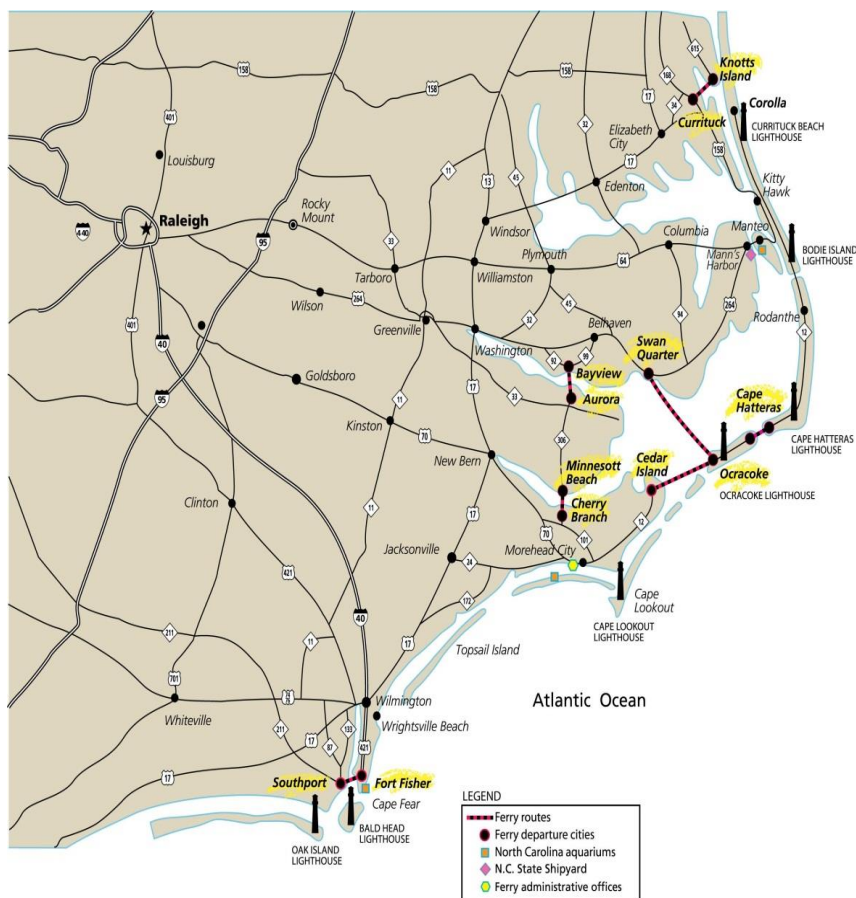 615
158
158
158
168
17
34
32
401
Knotts
Island
Currituck
Corolla
CURRITUCK BEACH
LIGHTHOUSE
Elizabeth
City
Louisburg
11
13
45
17
158
Edenton
Kitty
Hawk
Rocky
Mount
Raleigh
440
95
33
Windsor
Columbia
Manteo
Plymouth
Mann's
Harbor
BODIE ISLAND
LIGHTHOUSE
Tarboro
Williamston
64
264
Wilson
264
45
94
Rodanthe
401
40
Greenville
32
Belhaven
12
Washington
92
99
Swan
Quarter
Bayview
Goldsboro
17
Aurora
Cape
Hatteras
95
11
33
Kinston
70
306
CAPE HATTERAS
LIGHTHOUSE
New Bern
Minnesott
Beach
Cedar
Island
Ocracoke
OCRACOKE LIGHTHOUSE
Clinton
11
17
Cherry
Branch
12
70
101
421
Jacksonville
24
Morehead City
172
Cape
Lookout
40
CAPE LOOKOUT
LIGHTHOUSE
211
11
17
Topsail Island
701
Wilmington
Atlantic Ocean
Whiteville
211
133
Wrightsville Beach
17
87
421
17
Southport
Fort Fisher
Cape Fear
BALD HEAD
LIGHTHOUSE
OAK ISLAND
LIGHTHOUSE
LEGEND
Ferry routes
Ferry departure cities
North Carolina aquariums
N.C. State Shipyard
Ferry administrative offices